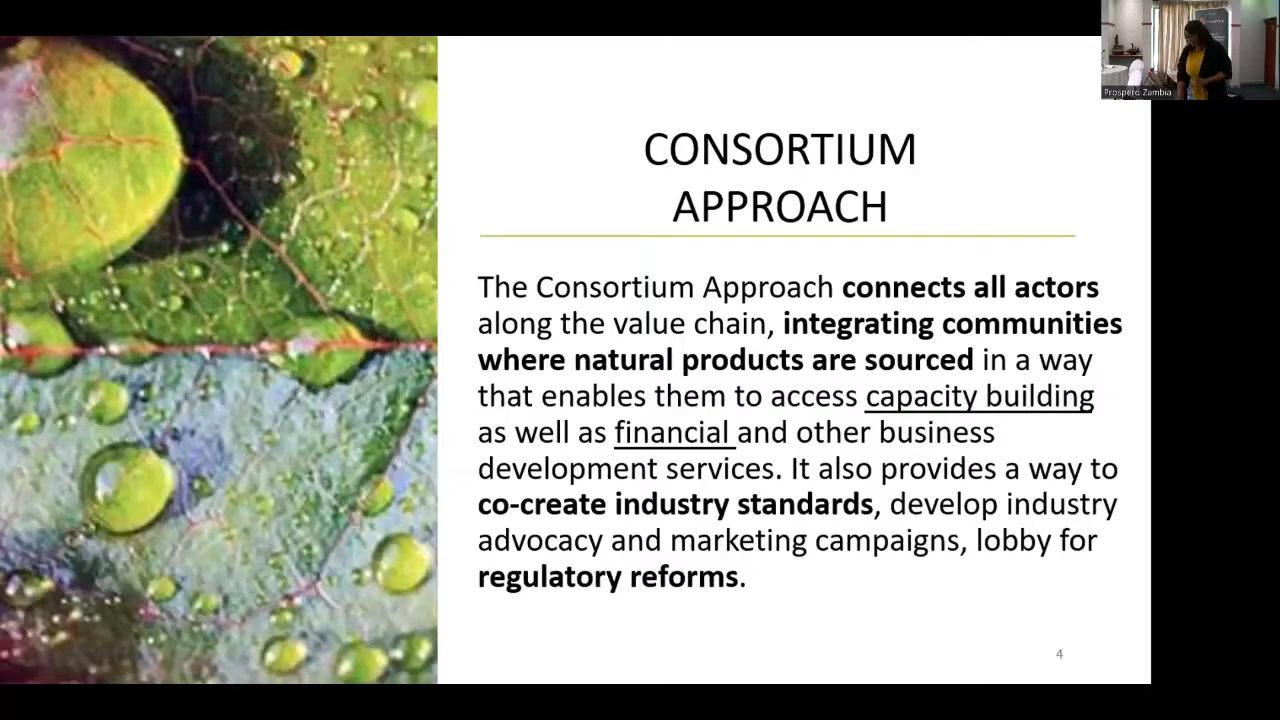 Prospero Zambia
CONSORTIUM
APPROACH
The Consortium Approach connects all actors
along the value chain, integrating communities
where natural products are sourced in a way
that enables them to access capacity building
as well as financial and other business
development services. It also provides a way to
co-create industry standards, develop industry
advocacy and marketing campaigns, lobby for
regulatory reforms.
4